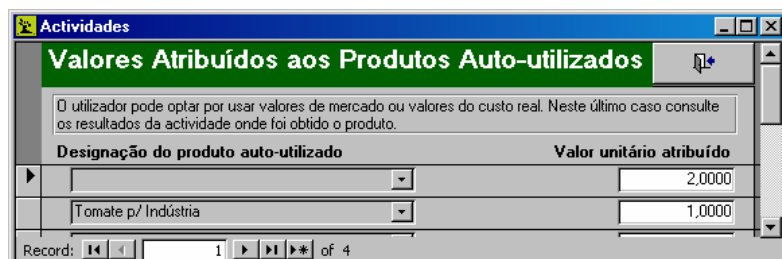 Actividades
Valores Atribuídos aos Produtos Auto-utilizados
O utilizador pode optar por usar valores de mercado ou valores do custo real. Neste último caso consulte
os resultados da actividade onde foi obtido o produto.
Designação do produto auto-utilizado Valor unitário atribuído
2,0000
Tomate p/ Indústria 1,0000
Record: 1 of 4